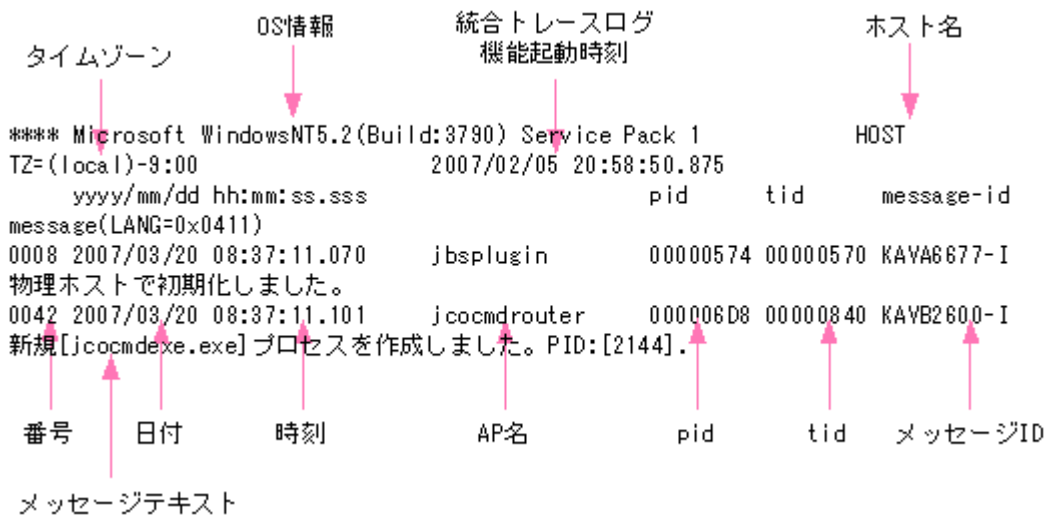 OS情報 統合トレースログ ホスト名
タイムゾーン 機能起動時刻
**** Microsoft WindowsNT5.2(Build:3790) Service Pack 1 HOST
TZ=(local)-9:00 2007/02/05 20:58:50.875
yyyy/mm/dd hh:mm:ss.sss pid tid message-id
message(LANG=0x0411)
0008 2007/03/20 08:37:11.070 jbsplugin 00000574 00000570 KAVA6677-I
物理ホストで初期化しました。
0042 2007/03/20 08:37:11.101 jcocmdrouter 000006D8 00000840 KAVB2600-I
新規[jcocmdexe.exe]プロセスを作成しました。PID:[2144].
番号 日付 時刻 AP名 pid tid メッセージID
メッセージテキスト